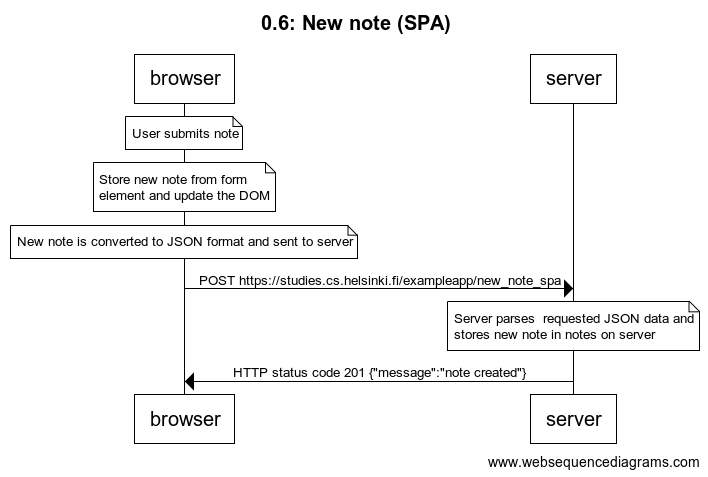 0.6: New note (SPA)
browser
server
User submits note
Store new note from form
element and update the DOM
New note is converted to JSON format and sent to server
POST https://studies.cs.helsinki.fi/exampleapp/new_note_spa
Server parses  requested JSON data and
stores new note in notes on server
HTTP status code 201 {"message":"note created"}
browser
server
www.websequencediagrams.com